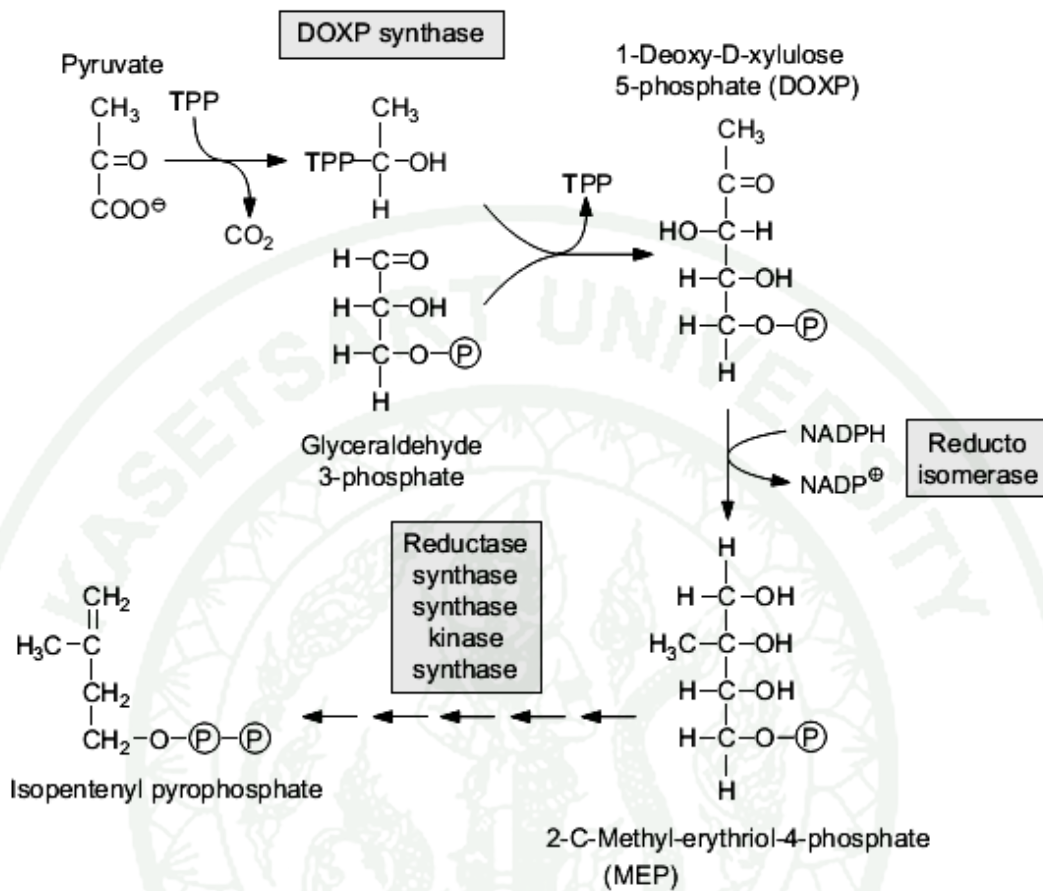 DOXP synthase
Pyruvate
TPP
CH3
C=O
COO⊖
CO2
CH3
TPP–C–OH
H
H–C=O
H–C–OH
H–C–O–P
H
Glyceraldehyde
3-phosphate
TPP
1-Deoxy-D-xylulose
5-phosphate (DOXP)
CH3
C=O
HO–C–H
H–C–OH
H–C–O–P
H
NADPH
NADP⊕
Reducto
isomerase
H
H–C–OH
H3C–C–OH
H–C–OH
H–C–O–P
H
2-C-Methyl-erythriol-4-phosphate
(MEP)
Reductase
synthase
synthase
kinase
synthase
CH2
H3C–C
CH2
CH2–O–P–P
Isopentenyl pyrophosphate
KASETSART UNIVERSITY